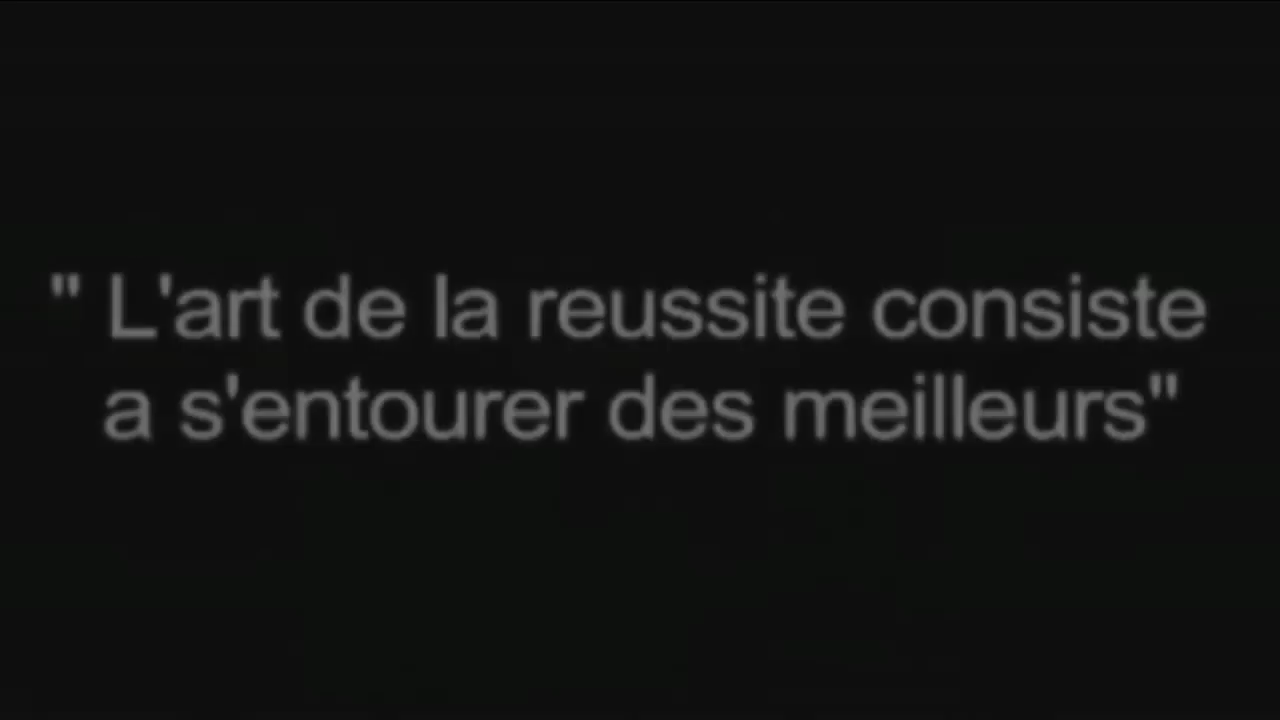 " L'art de la reussite consiste
a s'entourer des meilleurs"